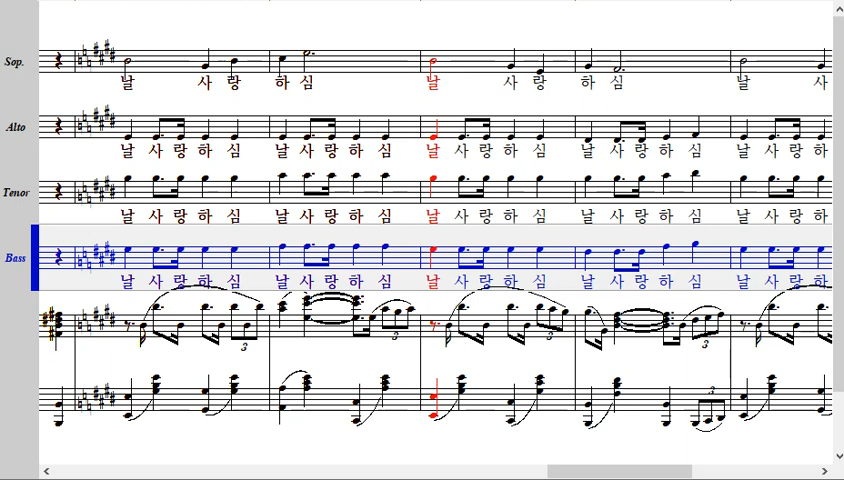 Sop.
날 사 랑 하 심 날 사 랑 하 심 날 사
Alto
날 사 랑 하 심 날 사 랑 하 심 날 사 랑 하 심 날 사 랑 하 심 날 사 랑 하
Tenor
날 사 랑 하 심 날 사 랑 하 심 날 사 랑 하 심 날 사 랑 하 심 날 사 랑 하
Bass
날 사 랑 하 심 날 사 랑 하 심 날 사 랑 하 심 날 사 랑 하 심 날 사 랑 하
3 3 3 3
3